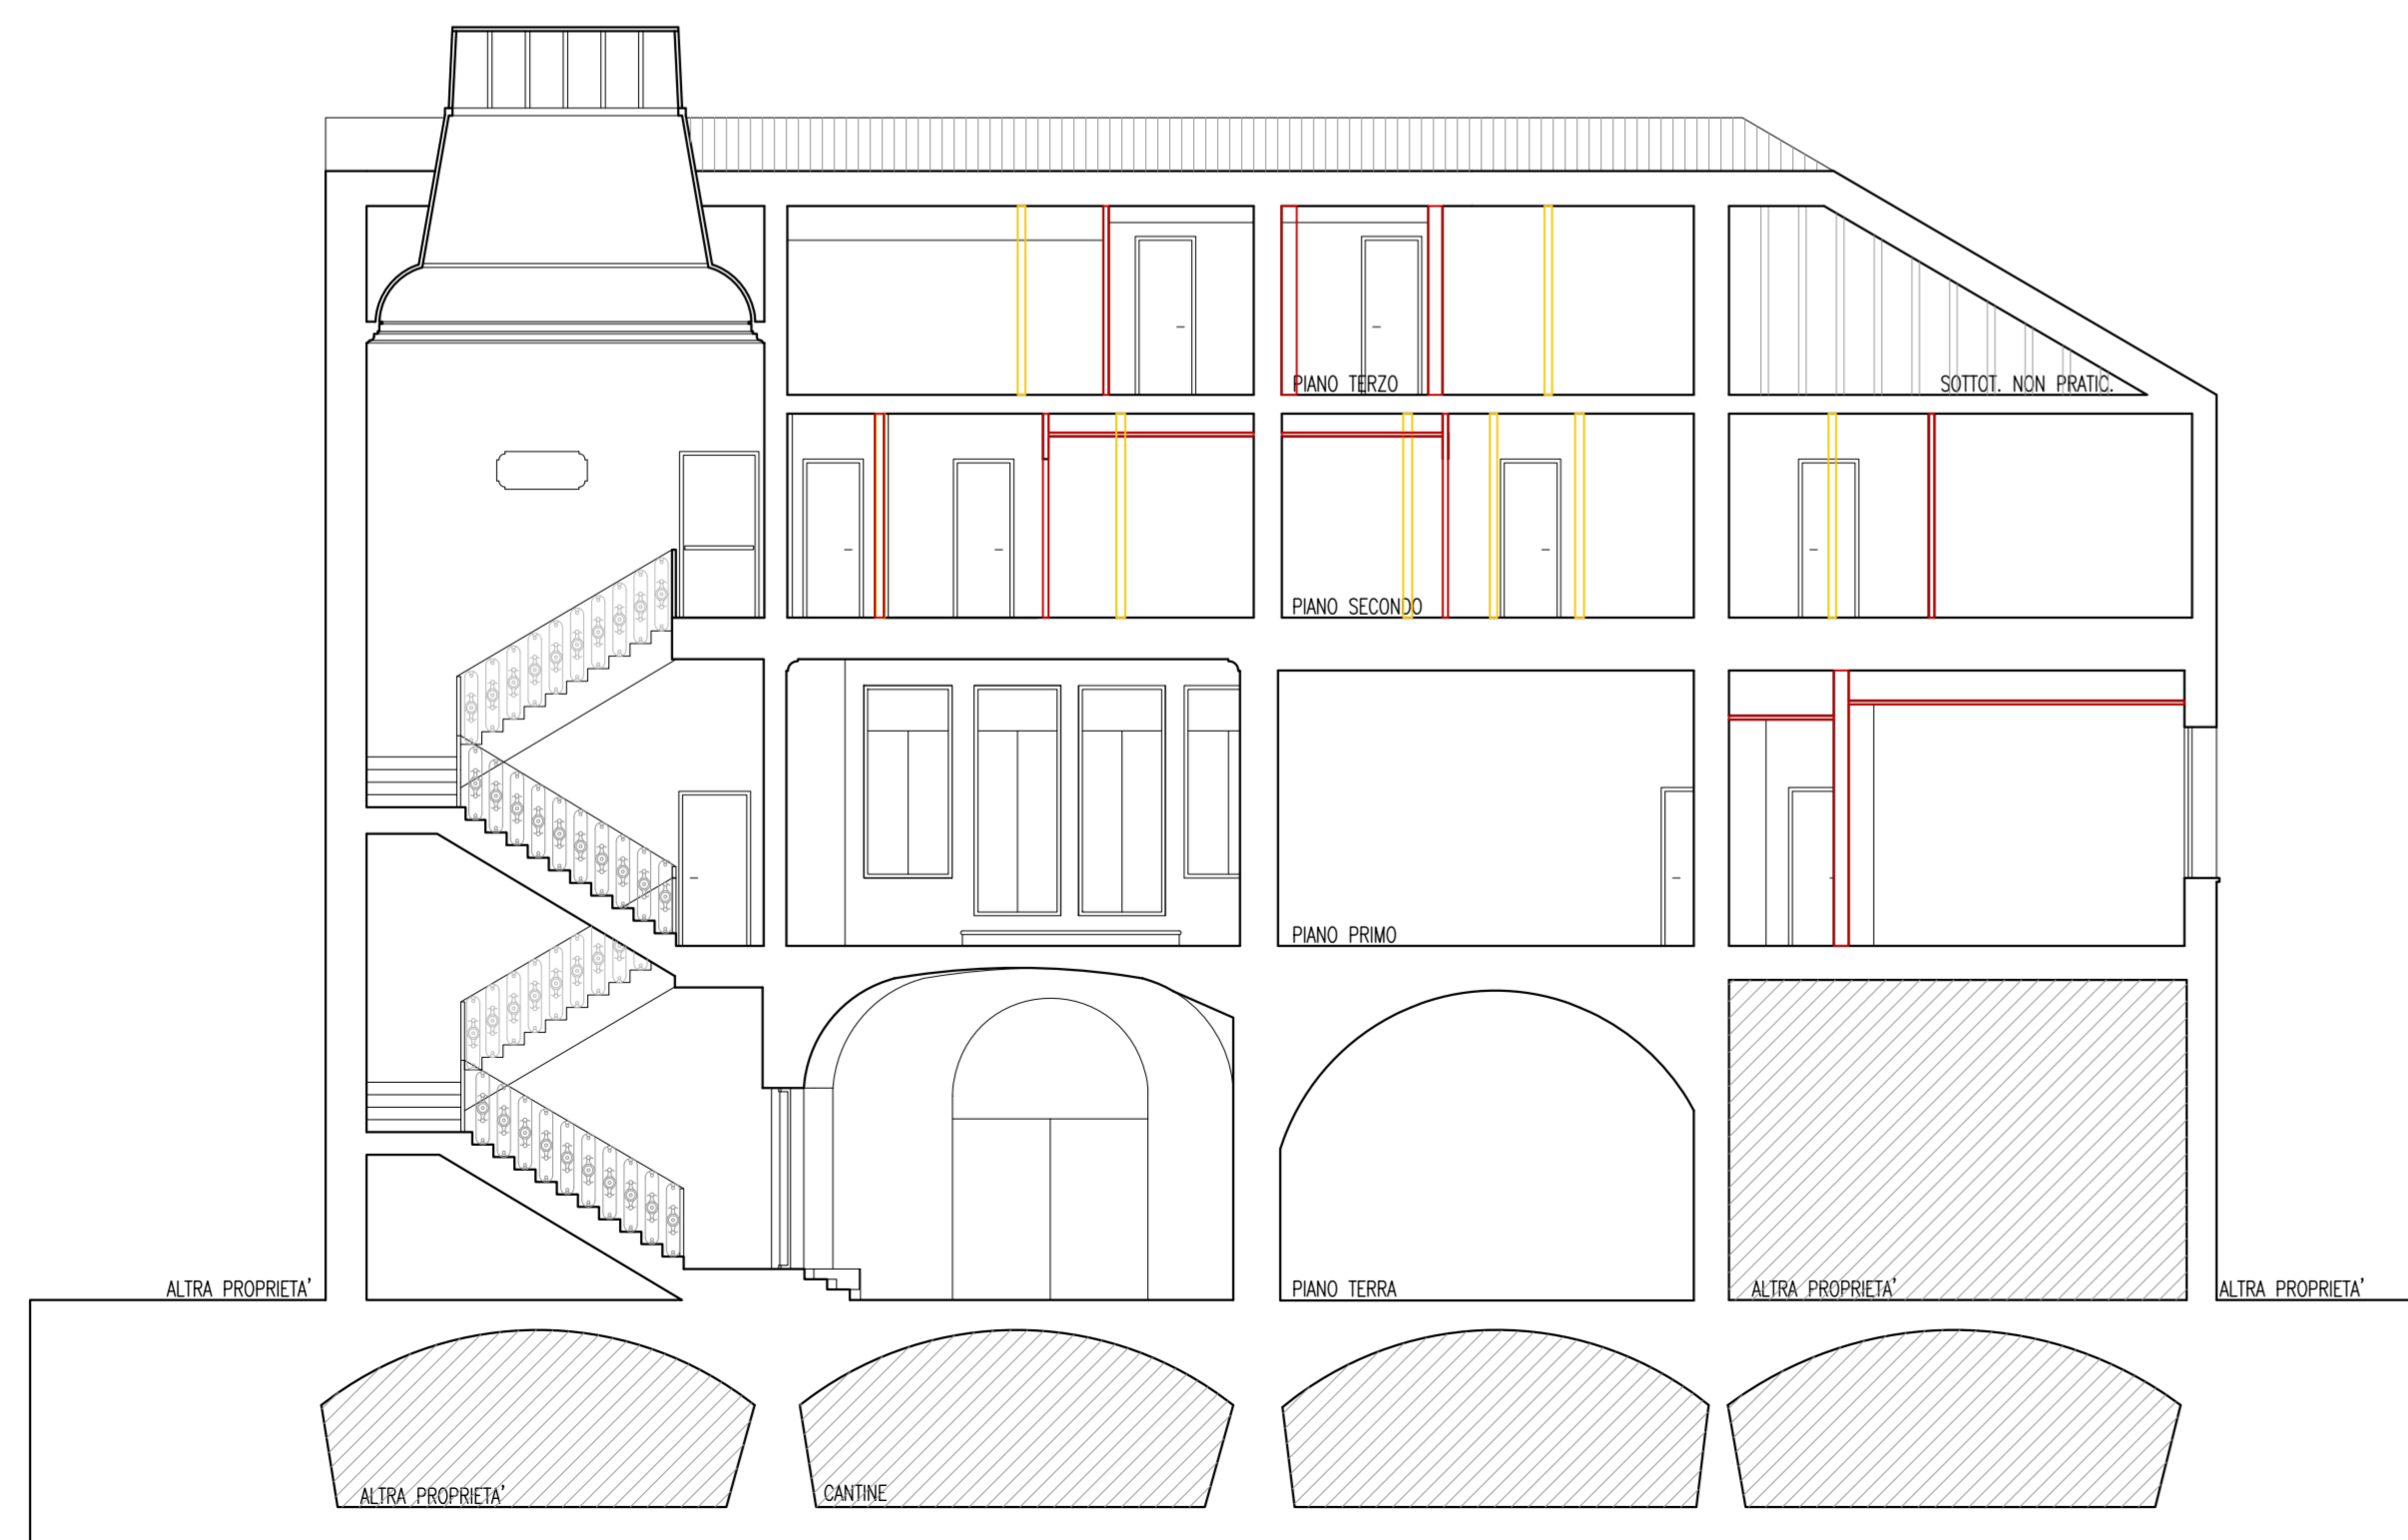 PIANO TERZO
SOTTOT. NON PRATIC.
PIANO SECONDO
PIANO PRIMO
ALTRA PROPRIETA'
PIANO TERRA
ALTRA PROPRIETA'
ALTRA PROPRIETA'
ALTRA PROPRIETA'
CANTINE